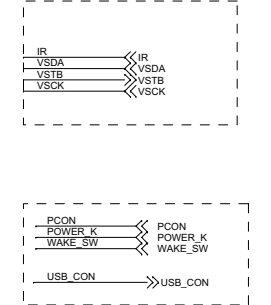 IR IR
VSDA VSDA
VSTB VSTB
VSCK VSCK
PCON PCON
POWER_K POWER_K
WAKE_SW WAKE_SW
USB_CON USB_CON